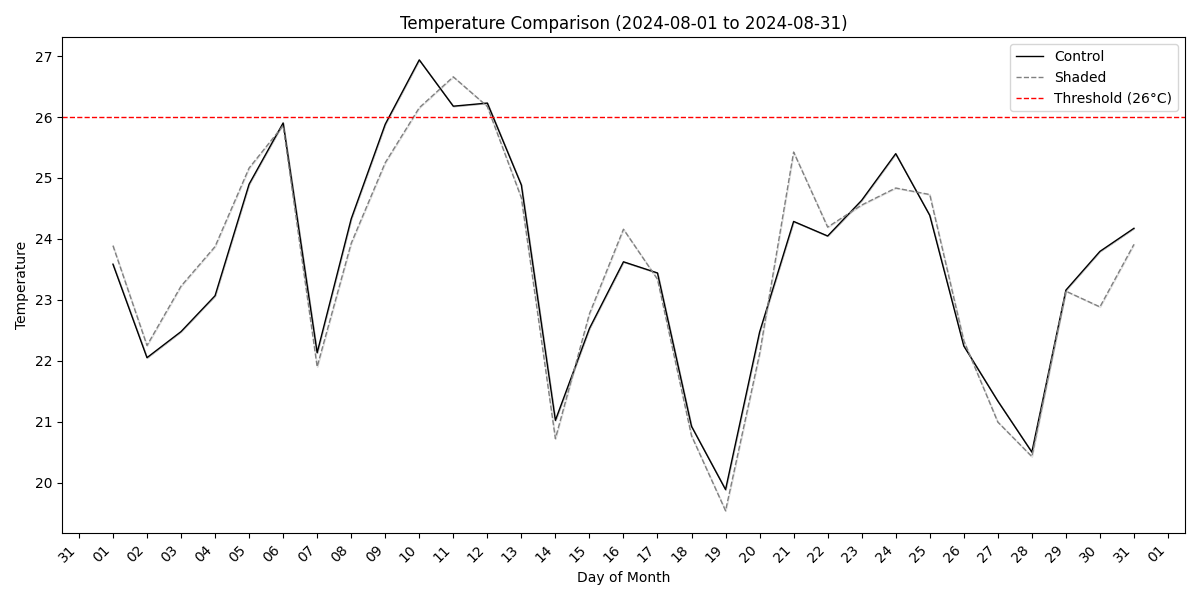 Temperature Comparison (2024-08-01 to 2024-08-31)
Control
Shaded
Threshold (26°C)
Temperature
27
26
25
24
23
22
21
20
31 01 02 03 04 05 06 07 08 09 10 11 12 13 14 15 16 17 18 19 20 21 22 23 24 25 26 27 28 29 30 31 01
Day of Month